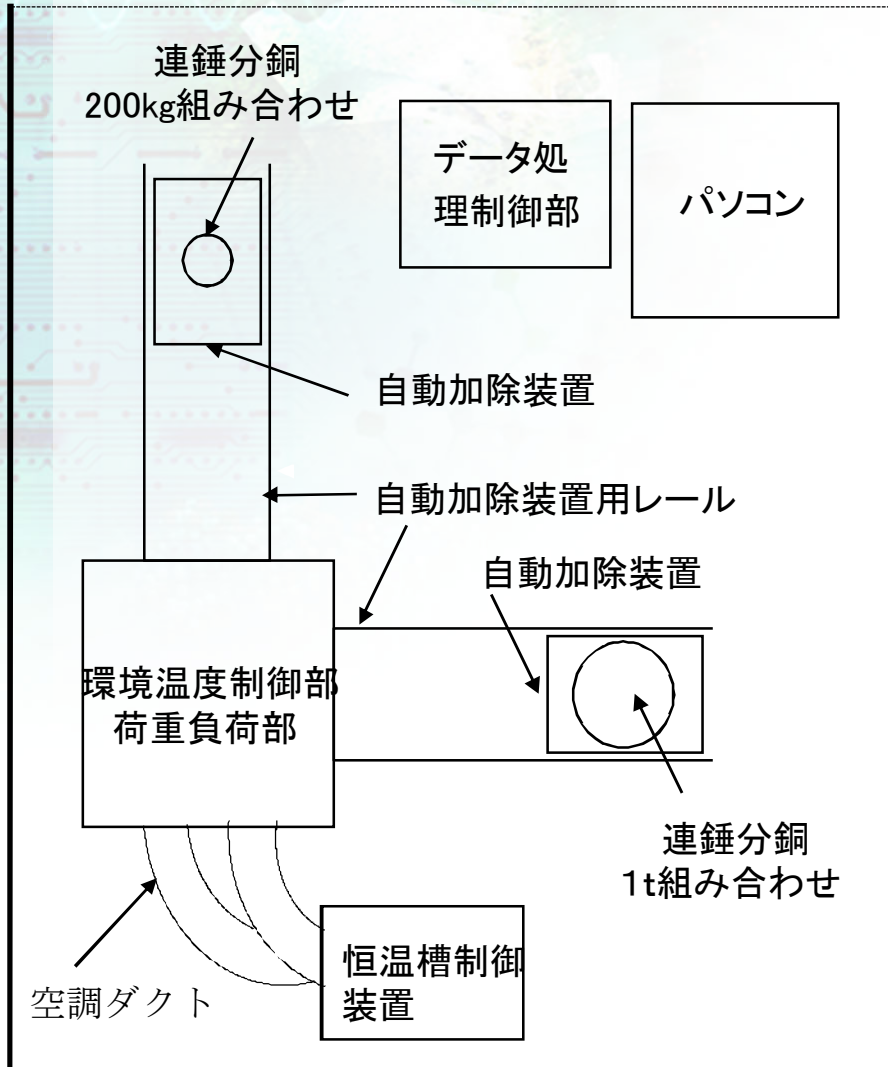 連錘分銅
200kg組み合わせ
データ処
理制御部
パソコン
自動加除装置
自動加除装置用レール
自動加除装置
環境温度制御部
荷重負荷部
連錘分銅
1t組み合わせ
恒温槽制御
装置
空調ダクト